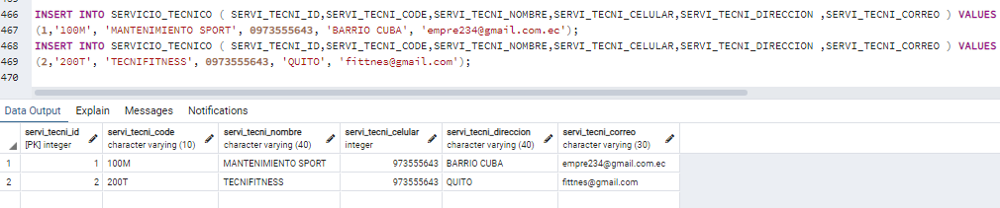 466 INSERT INTO SERVICIO_TECNICO ( SERVI_TECNI_ID,SERVI_TECNI_CODE,SERVI_TECNI_NOMBRE,SERVI_TECNI_CELULAR,SERVI_TECNI_DIRECCION ,SERVI_TECNI_CORREO ) VALUES
467 (1,'100M', 'MANTENIMIENTO SPORT', 0973555643, 'BARRIO CUBA', 'empre234@gmail.com.ec');
468 INSERT INTO SERVICIO_TECNICO ( SERVI_TECNI_ID,SERVI_TECNI_CODE,SERVI_TECNI_NOMBRE,SERVI_TECNI_CELULAR,SERVI_TECNI_DIRECCION ,SERVI_TECNI_CORREO ) VALUES
469 (2,'200T', 'TECNIFITNESS', 0973555643, 'QUITO', 'fittnes@gmail.com');
470
Data Output Explain Messages Notifications
servi_tecni_id servi_tecni_code servi_tecni_nombre servi_tecni_celular servi_tecni_direccion servi_tecni_correo
[PK] integer character varying (10) character varying (40) integer character varying (40) character varying (30)
1 1 100M MANTENIMIENTO SPORT 973555643 BARRIO CUBA empre234@gmail.com.ec
2 2 200T TECNIFITNESS 973555643 QUITO fittnes@gmail.com